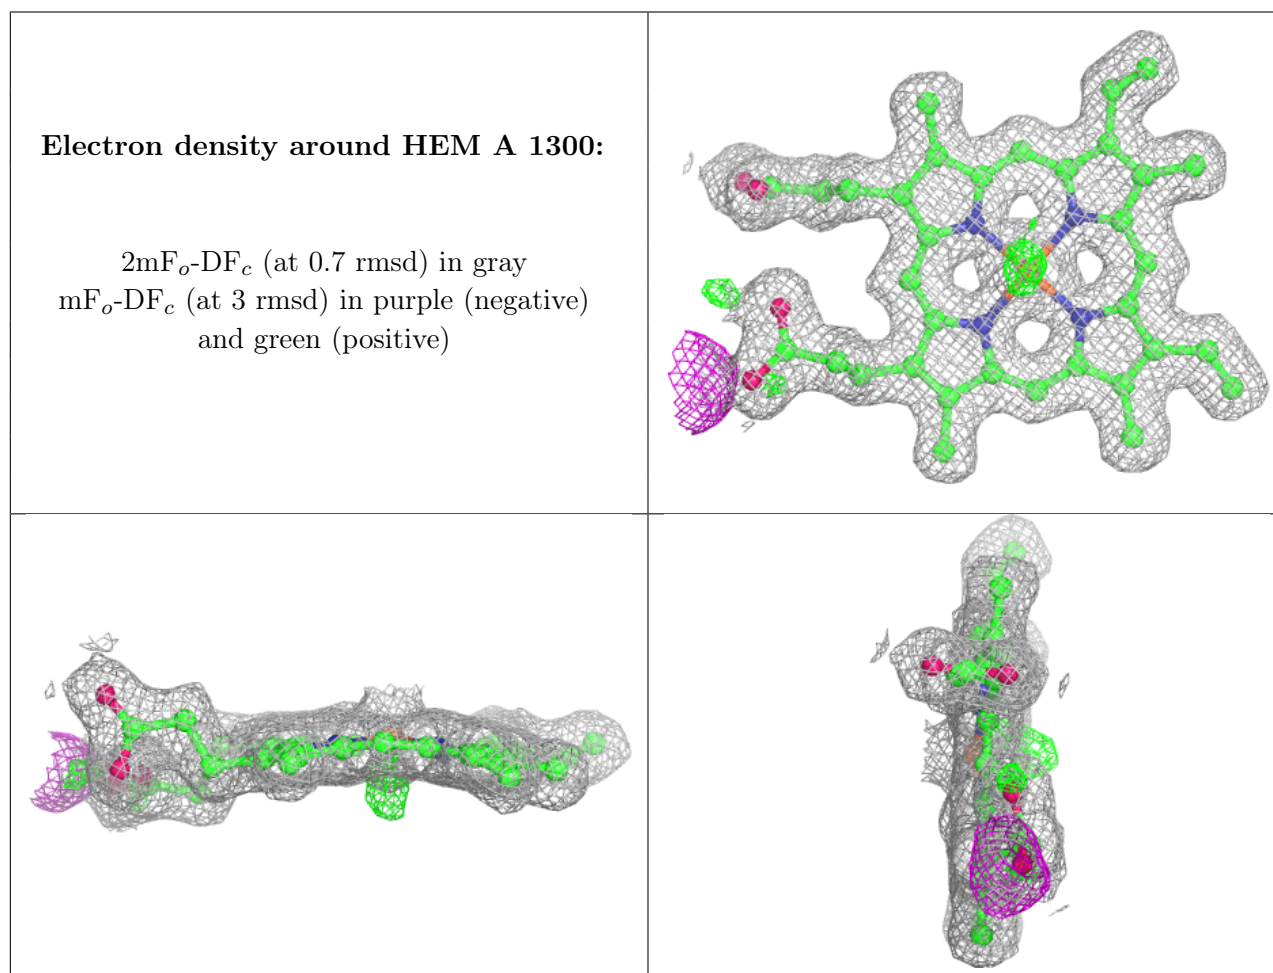 Electron density around HEM A 1300:
2mFo-DFc (at 0.7 rmsd) in gray
mFo-DFc (at 3 rmsd) in purple (negative)
and green (positive)